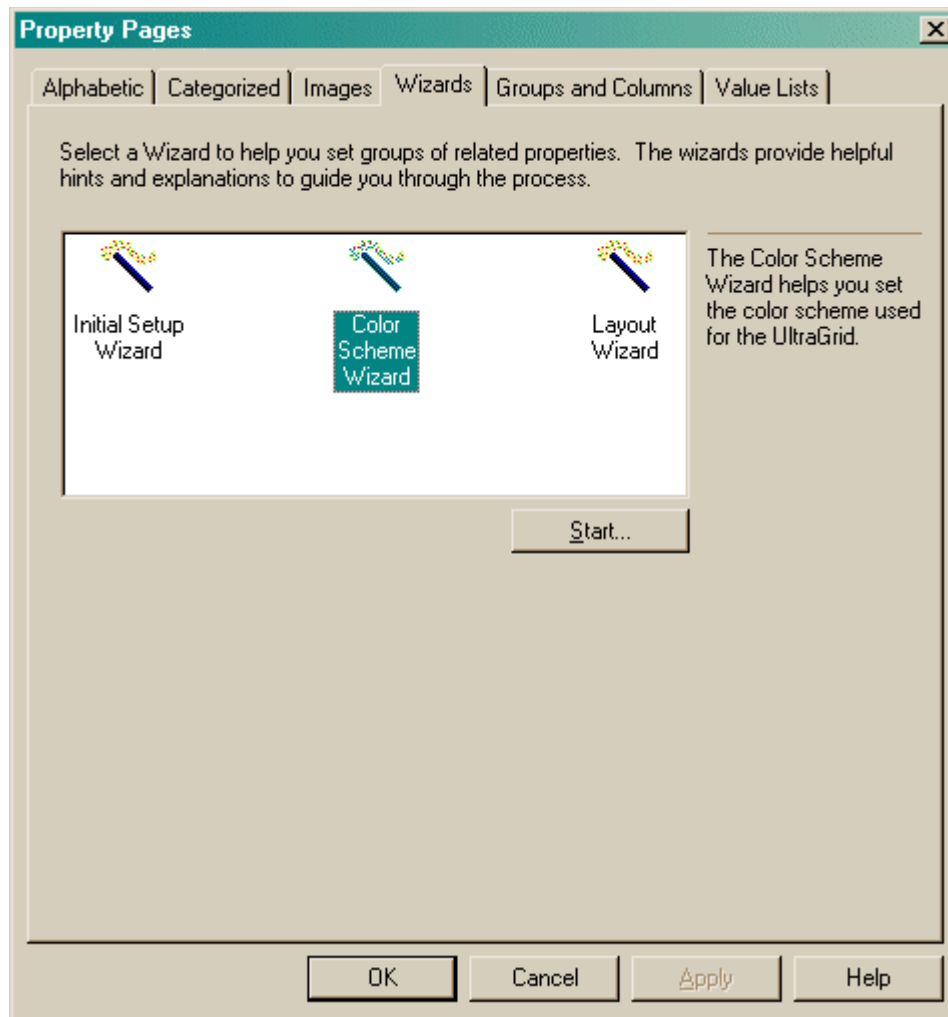 Property Pages
Alphabetic Categorized Images Wizards Groups and Columns Value Lists
Select a Wizard to help you set groups of related properties.  The wizards provide helpful
hints and explanations to guide you through the process.
Initial Setup
Wizard
Color
Scheme
Wizard
Layout
Wizard
The Color Scheme
Wizard helps you set
the color scheme used
for the UltraGrid.
Start...
OK Cancel Apply Help